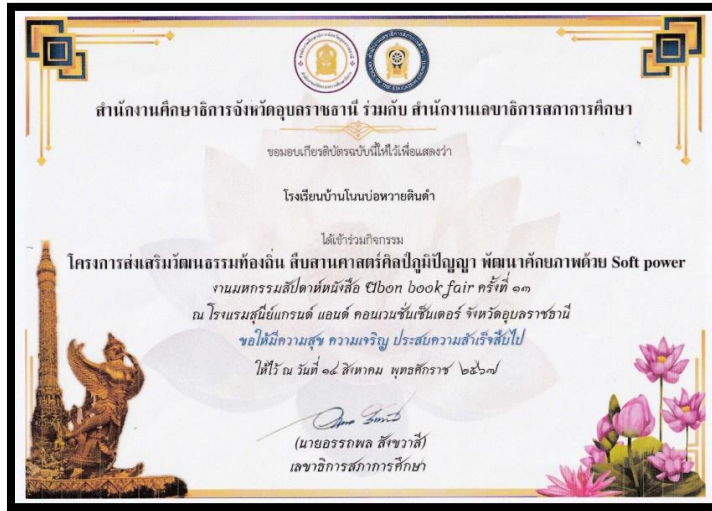 สำนักงานศึกษาธิการจังหวัดอุบลราชธานี ร่วมกับ สำนักงานเลขาธิการสภาการศึกษา
ขอมอบเกียรติบัตรฉบับนี้ให้ไว้เพื่อแสดงว่า
โรงเรียนบ้านโนนบ่อหวายดินดำ
ได้เข้าร่วมกิจกรรม
โครงการส่งเสริมวัฒนธรรมท้องถิ่น สืบสานศาสตร์ศิลป์ภูมิปัญญา พัฒนาศักยภาพด้วย Soft power
งานมหกรรมสัปดาห์หนังสือ Ubon book fair ครั้งที่ ๑๓
ณ โรงแรมสุนีย์แกรนด์ แอนด์ คอนเวนชั่นเซ็นเตอร์ จังหวัดอุบลราชธานี
ขอให้มีความสุข ความเจริญ ประสบความสำเร็จสืบไป
ให้ไว้ ณ วันที่ ๑๔ สิงหาคม พุทธศักราช ๒๕๖๗
(นายอรรถพล สังขวาสี)
เลขาธิการสภาการศึกษา